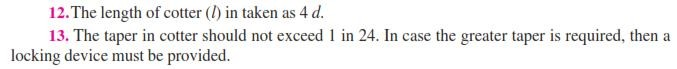 12.The length of cotter (l) in taken as 4 d.
13. The taper in cotter should not exceed 1 in 24. In case the greater taper is required, then a
locking device must be provided.